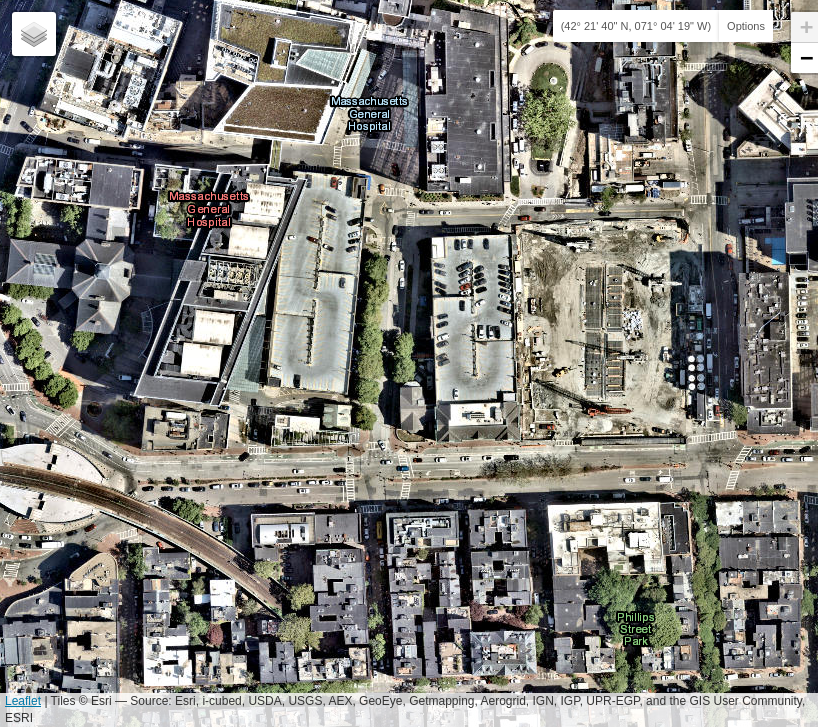 (42° 21' 40" N, 071° 04' 19" W)
Options
+
−
Massachusetts
General
Hospital
Massachusetts
General
Hospital
Phillips
Street
Park
Leaflet | Tiles © Esri — Source: Esri, i-cubed, USDA, USGS, AEX, GeoEye, Getmapping, Aerogrid, IGN, IGP, UPR-EGP, and the GIS User Community,
ESRI